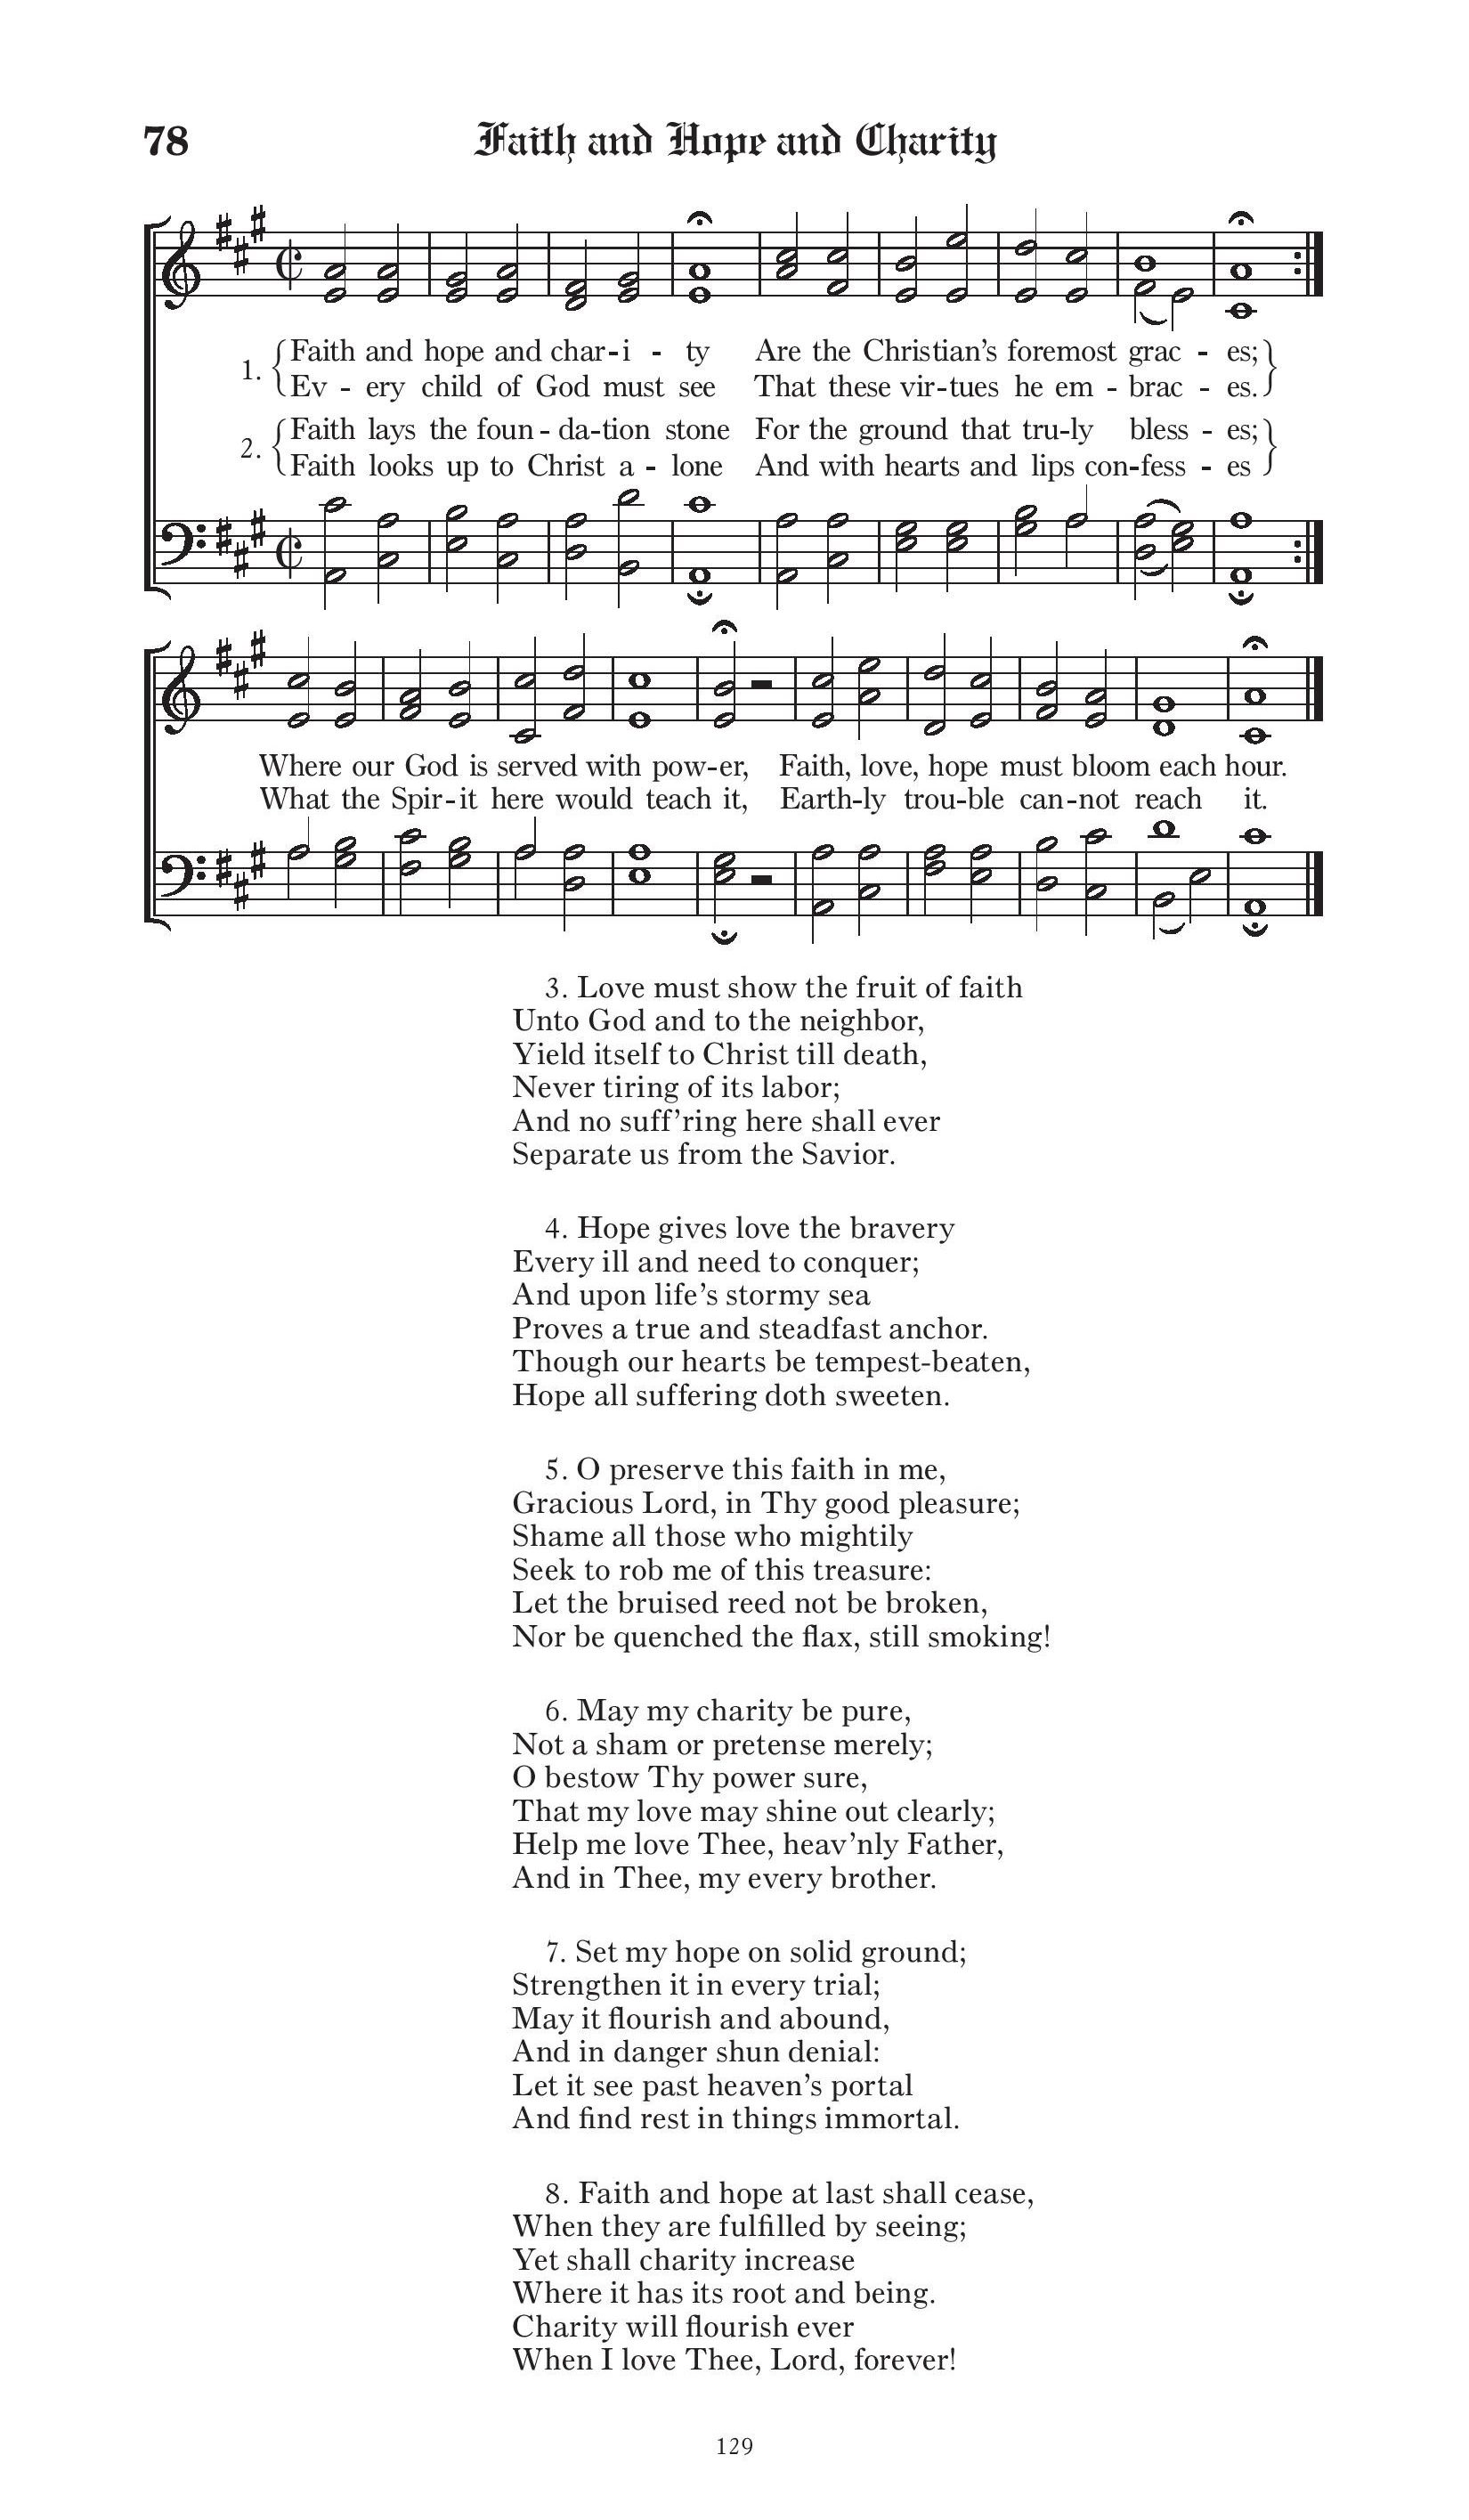 78 Faith and Hope and Charity
1. Faith and hope and char-i - ty Are the Christian’s foremost grac - es;
Ev - ery child of God must see That these vir-tues he em - brac - es.
2. Faith lays the foun - da-tion stone For the ground that tru-ly bless - es;
Faith looks up to Christ a - lone And with hearts and lips con-fess - es
Where our God is served with pow-er, Faith, love, hope must bloom each hour.
What the Spir-it here would teach it, Earth-ly trou-ble can-not reach it.
3. Love must show the fruit of faith
Unto God and to the neighbor,
Yield itself to Christ till death,
Never tiring of its labor;
And no suff’ring here shall ever
Separate us from the Savior.
4. Hope gives love the bravery
Every ill and need to conquer;
And upon life’s stormy sea
Proves a true and steadfast anchor.
Though our hearts be tempest-beaten,
Hope all suffering doth sweeten.
5. O preserve this faith in me,
Gracious Lord, in Thy good pleasure;
Shame all those who mightily
Seek to rob me of this treasure:
Let the bruised reed not be broken,
Nor be quenched the flax, still smoking!
6. May my charity be pure,
Not a sham or pretense merely;
O bestow Thy power sure,
That my love may shine out clearly;
Help me love Thee, heav’nly Father,
And in Thee, my every brother.
7. Set my hope on solid ground;
Strengthen it in every trial;
May it flourish and abound,
And in danger shun denial:
Let it see past heaven’s portal
And find rest in things immortal.
8. Faith and hope at last shall cease,
When they are fulfilled by seeing;
Yet shall charity increase
Where it has its root and being.
Charity will flourish ever
When I love Thee, Lord, forever!
129